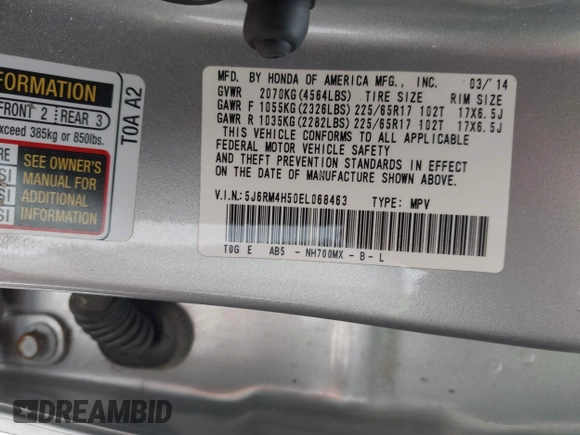 FORMATION
FRONT 2 REAR 3
xceed 385kg or 850lbs.
RE
SI
SI
SEE OWNER'S
MANUAL FOR
ADDITIONAL
INFORMATION
T0A A2
MFD. BY HONDA OF AMERICA MFG., INC. 03/'14
GVWR 2070KG(4564LBS) TIRE SIZE RIM SIZE
GAWR F 1055KG(2326LBS) 225/65R17 102T 17X6.5J
GAWR R 1035KG(2282LBS) 225/65R17 102T 17X6.5J
THIS VEHICLE CONFORMS TO ALL APPLICABLE
FEDERAL MOTOR VEHICLE SAFETY
AND THEFT PREVENTION STANDARDS IN EFFECT
ON THE DATE OF MANUFACTURE SHOWN ABOVE.
V.I.N.: 5J6RM4H50EL066463 TYPE: MPV
T0G E AB5 - NH700MX - B - L
DREAMBID